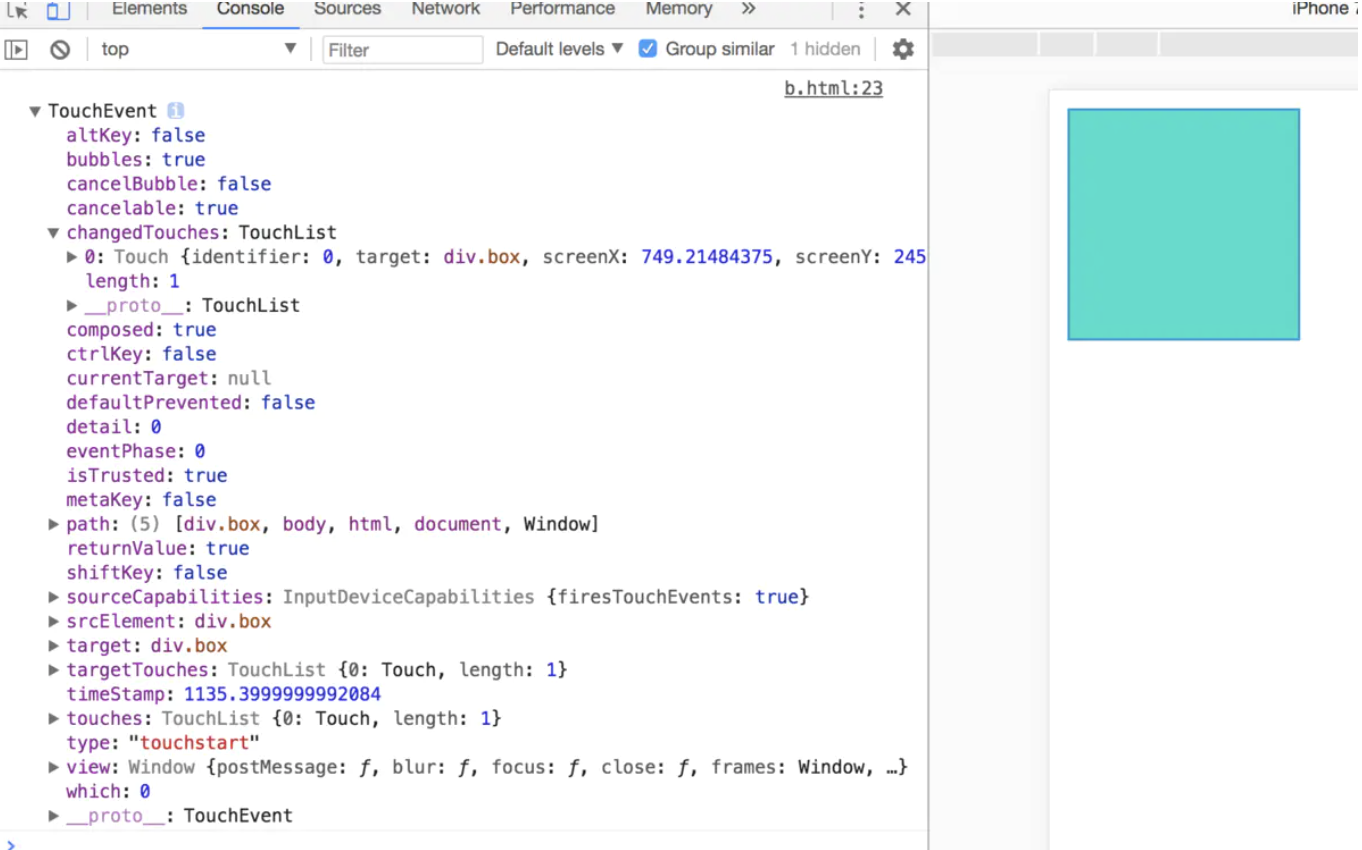 Elements Console Sources Network Performance Memory »
top Filter Default levels Group similar 1 hidden
iPhone
b.html:23
TouchEvent i
altKey: false
bubbles: true
cancelBubble: false
cancelable: true
changedTouches: TouchList
0: Touch {identifier: 0, target: div.box, screenX: 749.21484375, screenY: 245
length: 1
__proto__: TouchList
composed: true
ctrlKey: false
currentTarget: null
defaultPrevented: false
detail: 0
eventPhase: 0
isTrusted: true
metaKey: false
path: (5) [div.box, body, html, document, Window]
returnValue: true
shiftKey: false
sourceCapabilities: InputDeviceCapabilities {firesTouchEvents: true}
srcElement: div.box
target: div.box
targetTouches: TouchList {0: Touch, length: 1}
timeStamp: 1135.3999999992084
touches: TouchList {0: Touch, length: 1}
type: "touchstart"
view: Window {postMessage: ƒ, blur: ƒ, focus: ƒ, close: ƒ, frames: Window, …}
which: 0
__proto__: TouchEvent